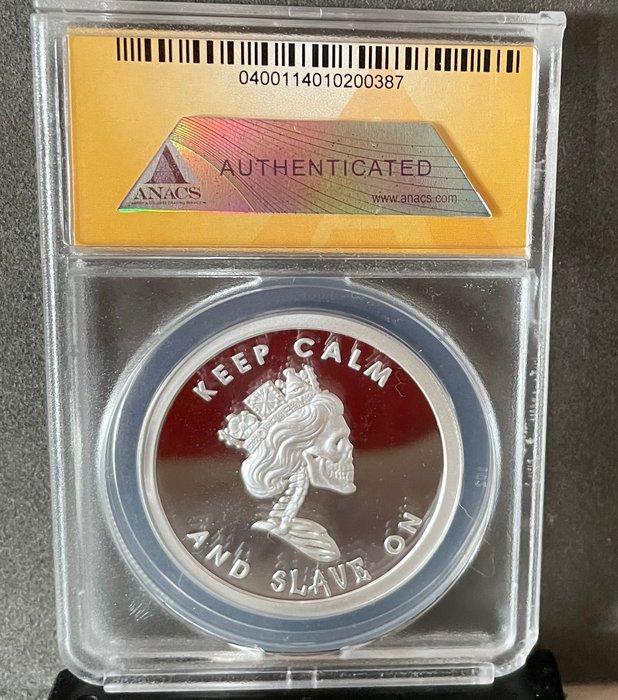 0400114010200387
ANACS
AUTHENTICATED
www.anacs.com
KEEP CALM
AND SLAVE ON